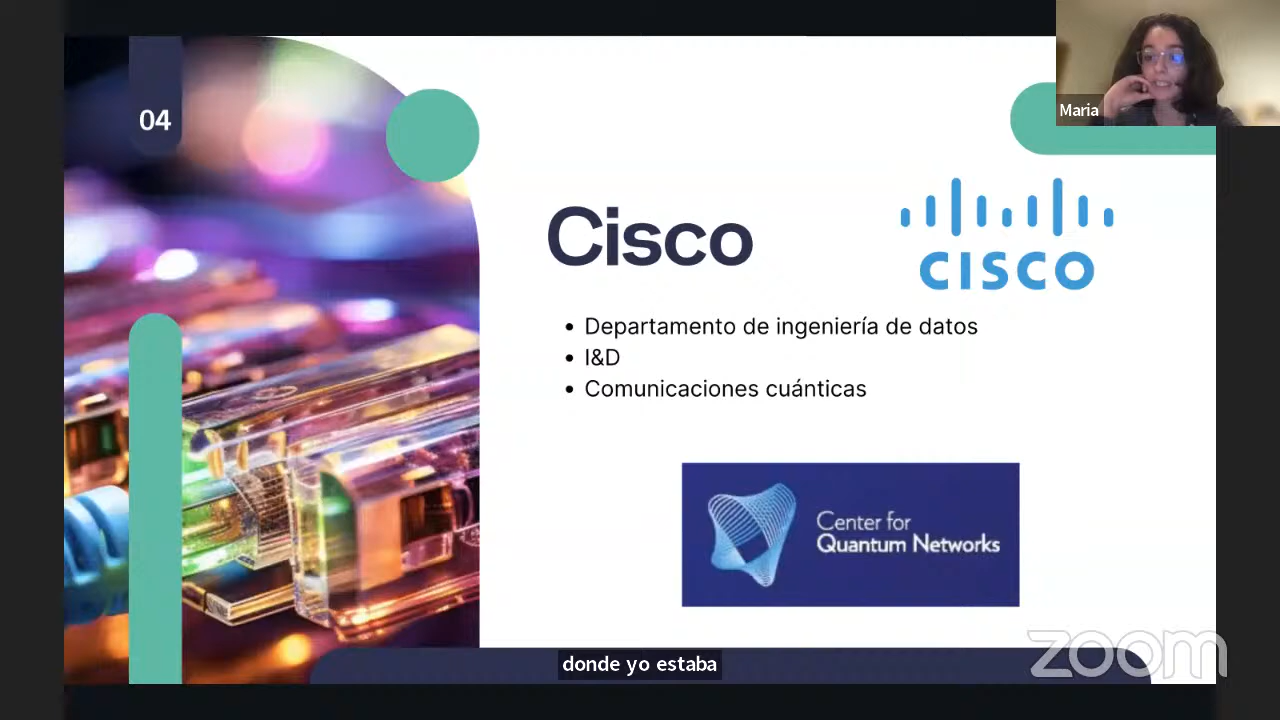 04
Maria
Cisco
CISCO
• Departamento de ingeniería de datos
• I&D
• Comunicaciones cuánticas
Center for
Quantum Networks
donde yo estaba
zoom